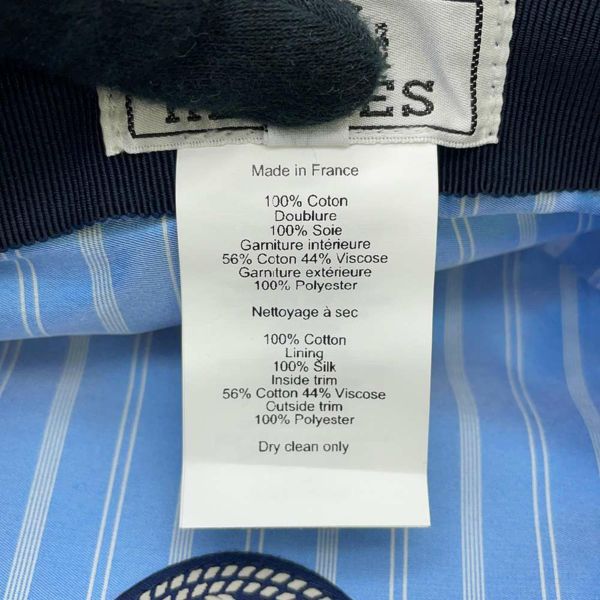 Made in France
100% Coton
Doublure
100% Soie
Garniture intérieure
56% Coton 44% Viscose
Garniture extérieure
100% Polyester
Nettoyage à sec
100% Cotton
Lining
100% Silk
Inside trim
56% Cotton 44% Viscose
Outside trim
100% Polyester
Dry clean only